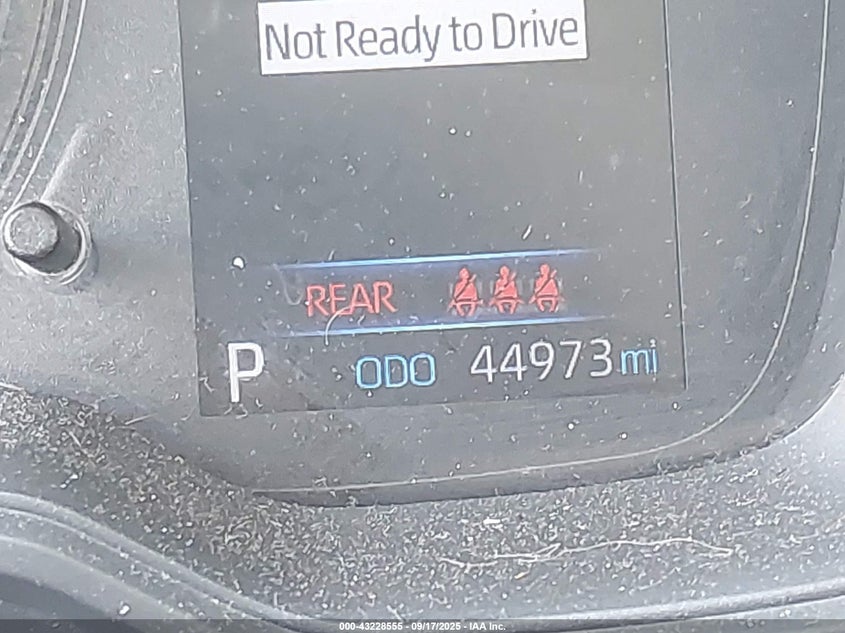 Not Ready to Drive
REAR
P ODO 44973 mi
000-43228555 - 09/17/2025 - IAA Inc.